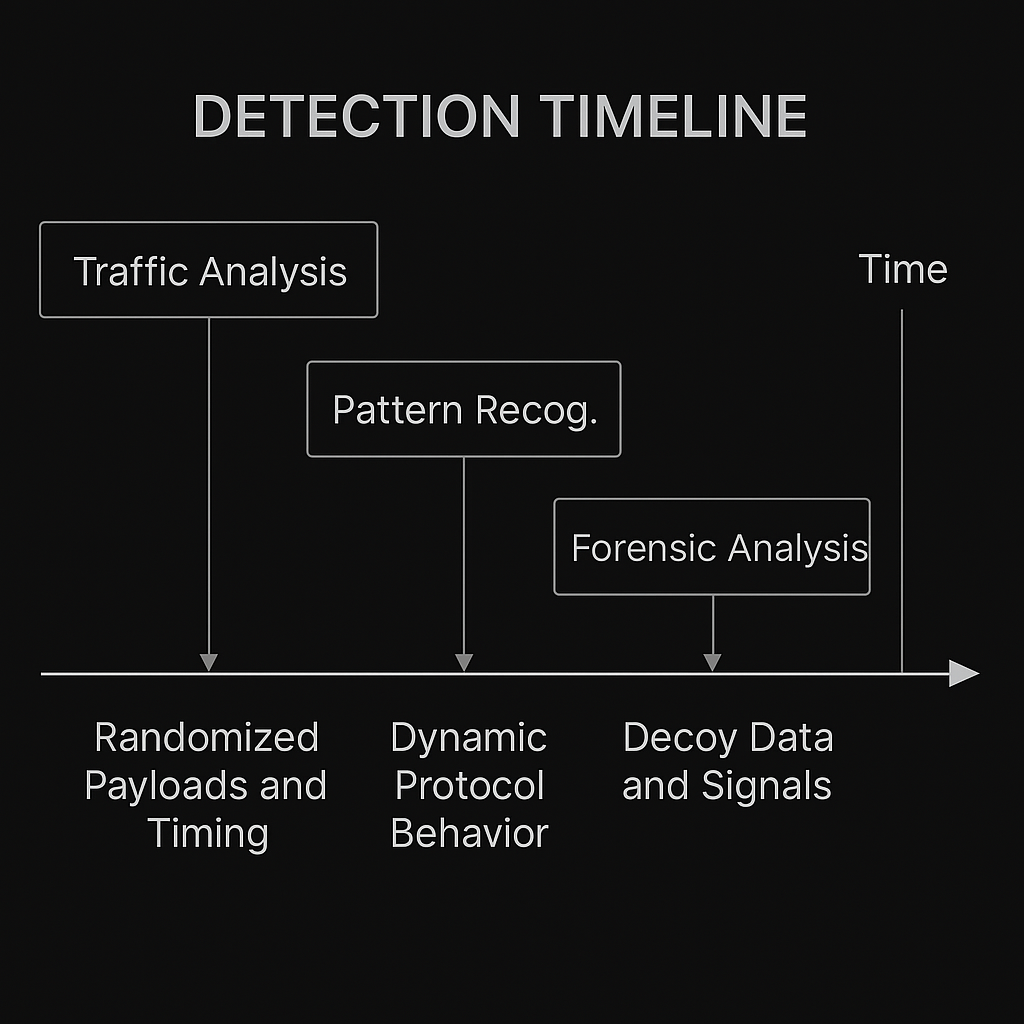 DETECTION TIMELINE
Traffic Analysis
Time
Pattern Recog.
Forensic Analysis
Randomized
Payloads and
Timing
Dynamic
Protocol
Behavior
Decoy Data
and Signals